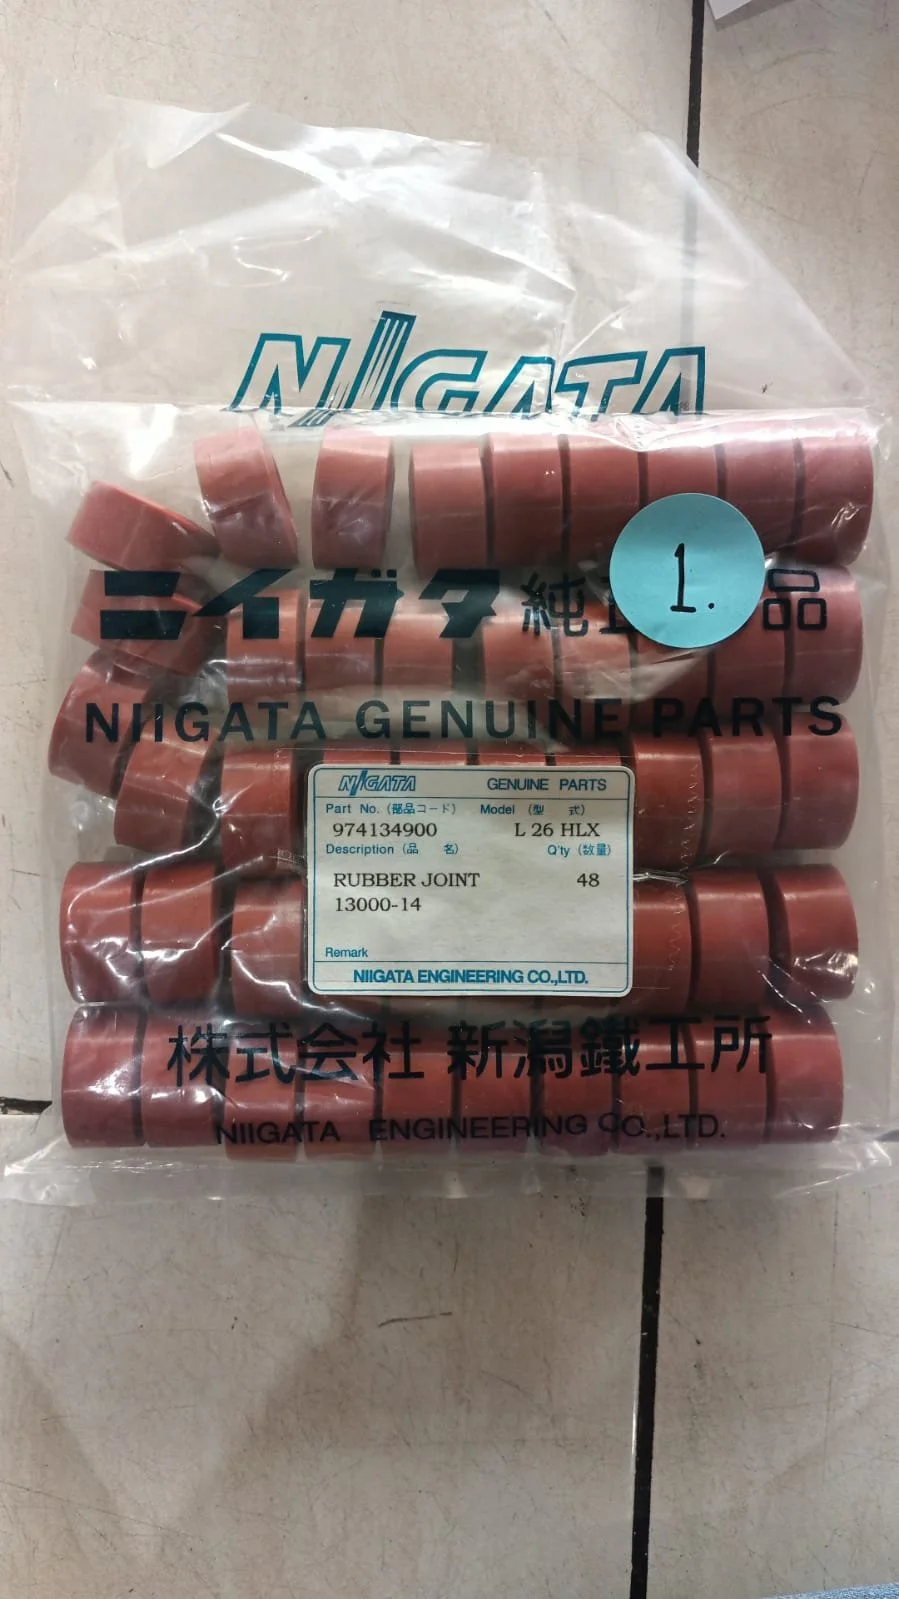 NIIGATA
ニイガタ 純正 品
1.
NIIGATA GENUINE PARTS
NIIGATA GENUINE PARTS
Part No. (部品コード) Model (型 式)
974134900 L 26 HLX
Description (品 名) Q'ty (数量)
RUBBER JOINT 48
13000-14
Remark
NIIGATA ENGINEERING CO.,LTD.
株式会社 新潟鐵工所
NIIGATA ENGINEERING CO.,LTD.